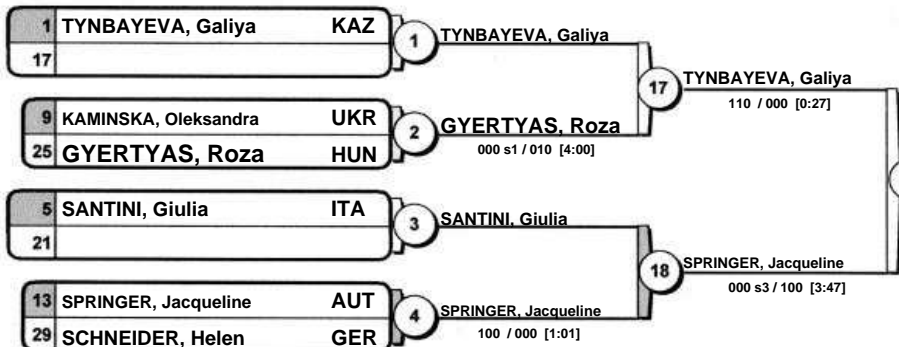 1 TYNBAYEVA, Galiya KAZ
17
1 TYNBAYEVA, Galiya
9 KAMINSKA, Oleksandra UKR
25 GYERTYAS, Roza HUN
2 GYERTYAS, Roza
000 s1 / 010 [4:00]
17 TYNBAYEVA, Galiya
110 / 000 [0:27]
5 SANTINI, Giulia ITA
21
3 SANTINI, Giulia
13 SPRINGER, Jacqueline AUT
29 SCHNEIDER, Helen GER
4 SPRINGER, Jacqueline
100 / 000 [1:01]
18 SPRINGER, Jacqueline
000 s3 / 100 [3:47]